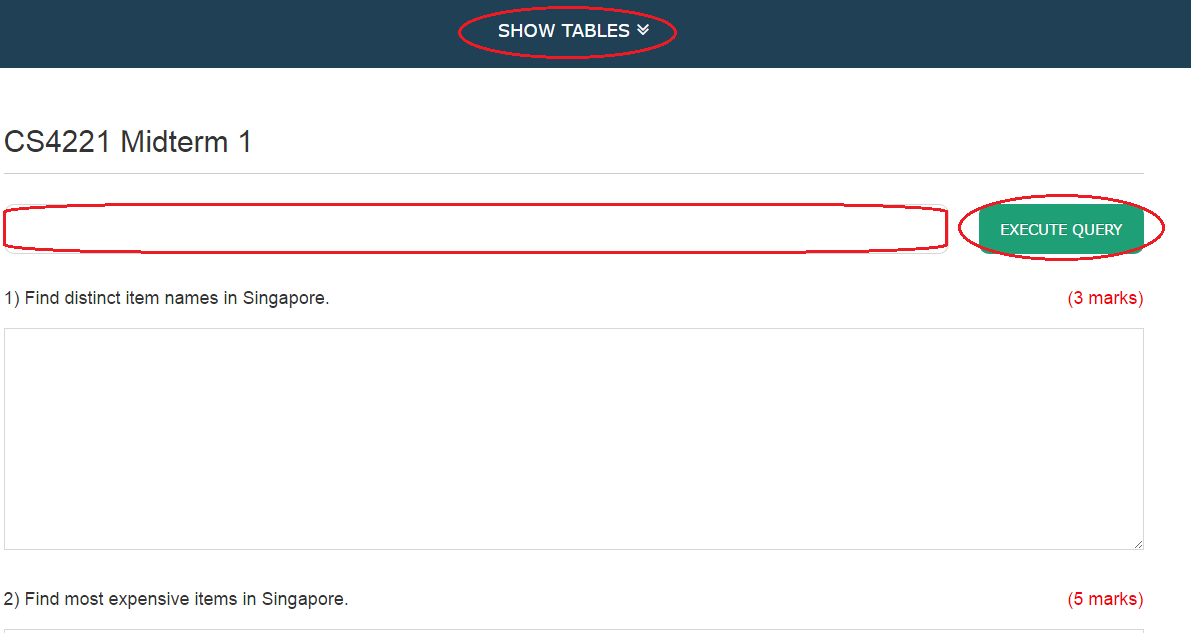 SHOW TABLES
CS4221 Midterm 1
EXECUTE QUERY
1) Find distinct item names in Singapore. (3 marks)
2) Find most expensive items in Singapore. (5 marks)